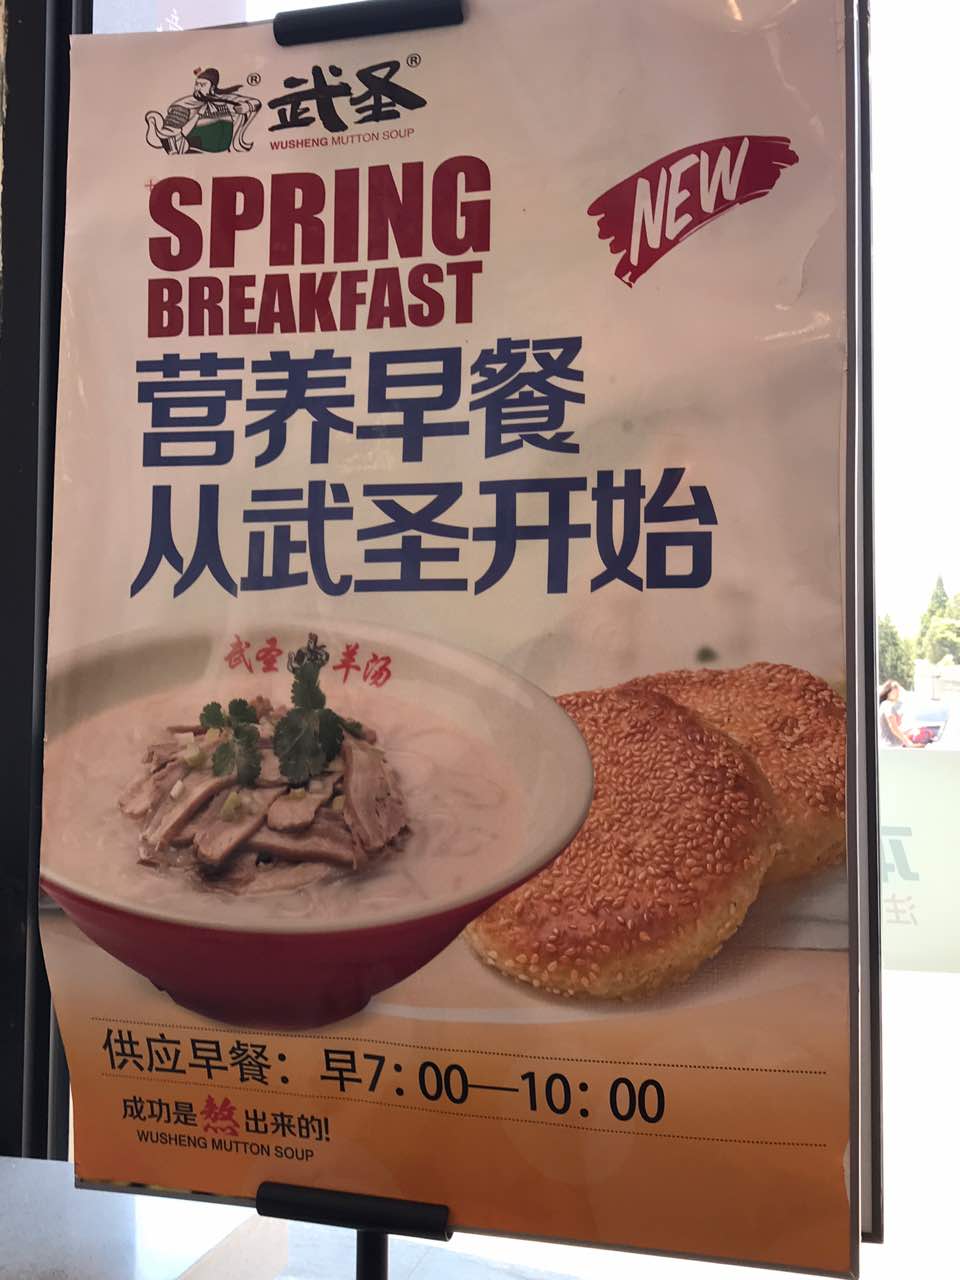 武圣
WUSHENG MUTTON SOUP
SPRING
BREAKFAST
NEW
营养早餐
从武圣开始
武圣 羊汤
供应早餐：早7：00—10：00
成功是熬出来的!
WUSHENG MUTTON SOUP
注